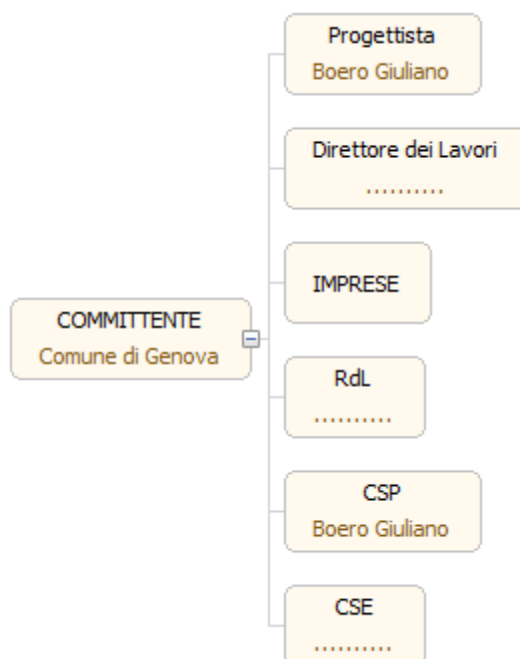 Progettista
Boero Giuliano
Direttore dei Lavori
..........
IMPRESE
COMMITTENTE
Comune di Genova
RdL
..........
CSP
Boero Giuliano
CSE
..........